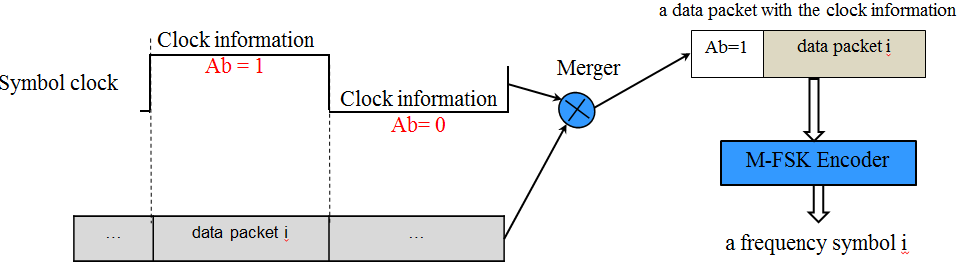 a data packet with the clock information
Clock information
Ab = 1
Symbol clock
Clock information
Ab= 0
Merger
Ab=1
data packet i
M-FSK Encoder
... data packet i ...
a frequency symbol i